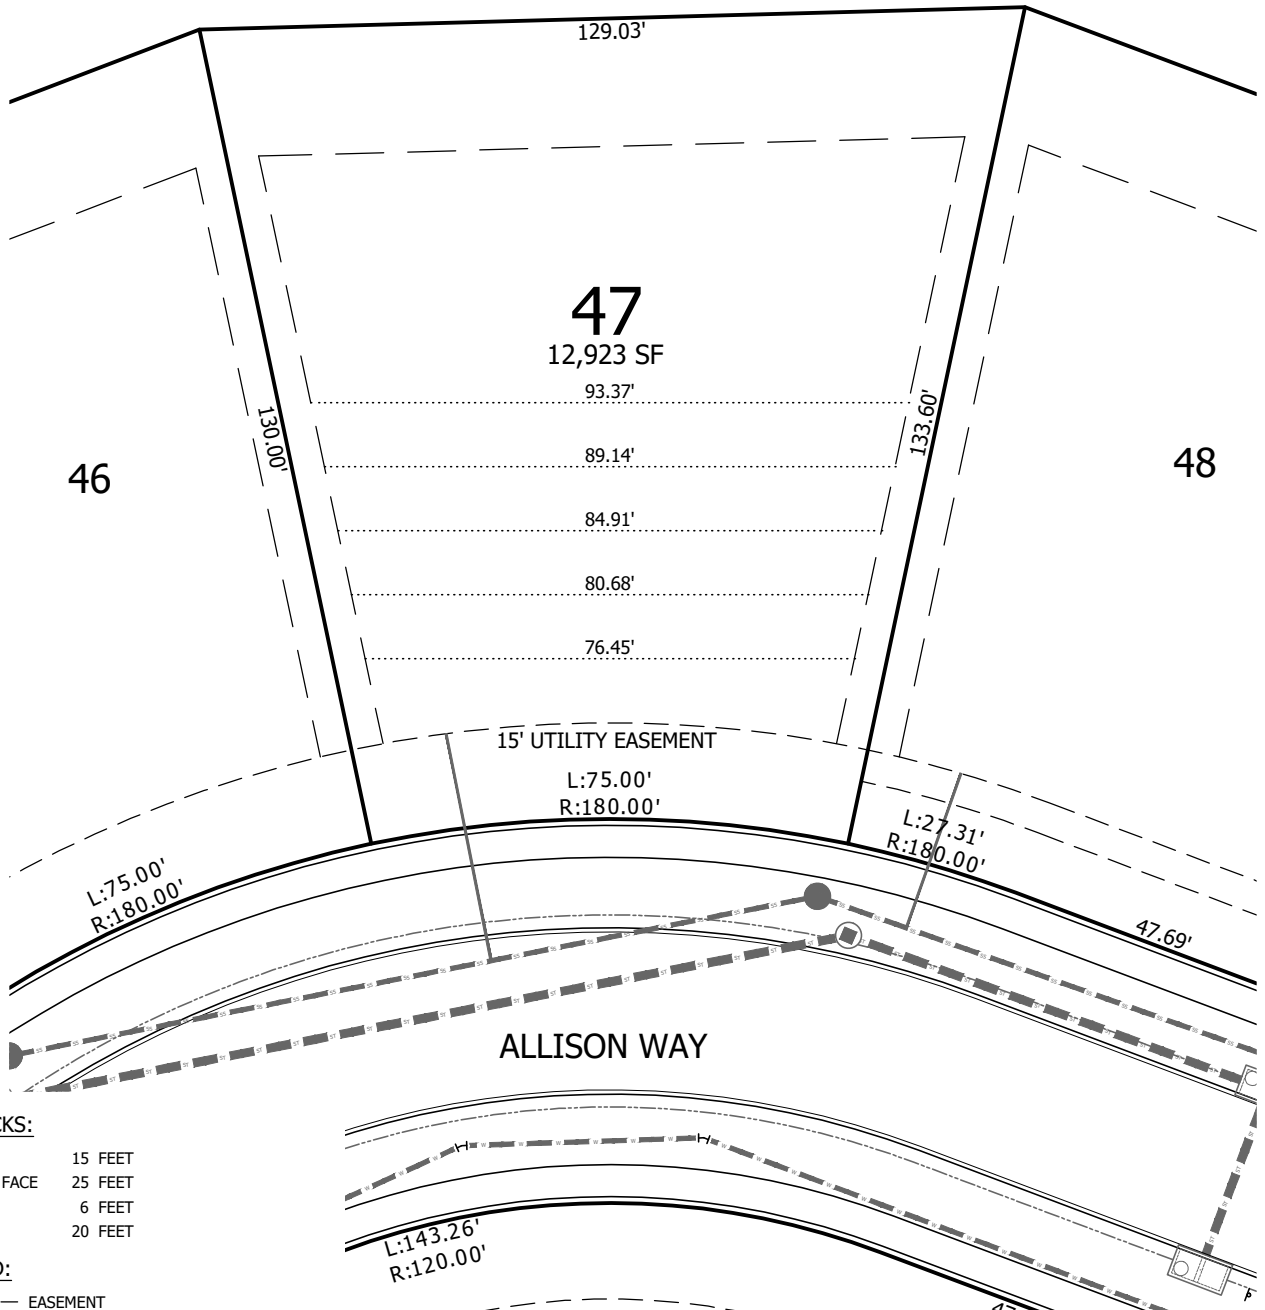 129.03'
47
12,923 SF
93.37'
130.00'
133.60'
89.14'
46
48
84.91'
80.68'
76.45'
15' UTILITY EASEMENT
L:75.00'
R:180.00'
L:27.31'
R:180.00'
L:75.00'
R:180.00'
47.69'
ALLISON WAY
CKS:
15 FEET
FACE 25 FEET
6 FEET
20 FEET
L:143.26'
R:120.00'
D:
— EASEMENT